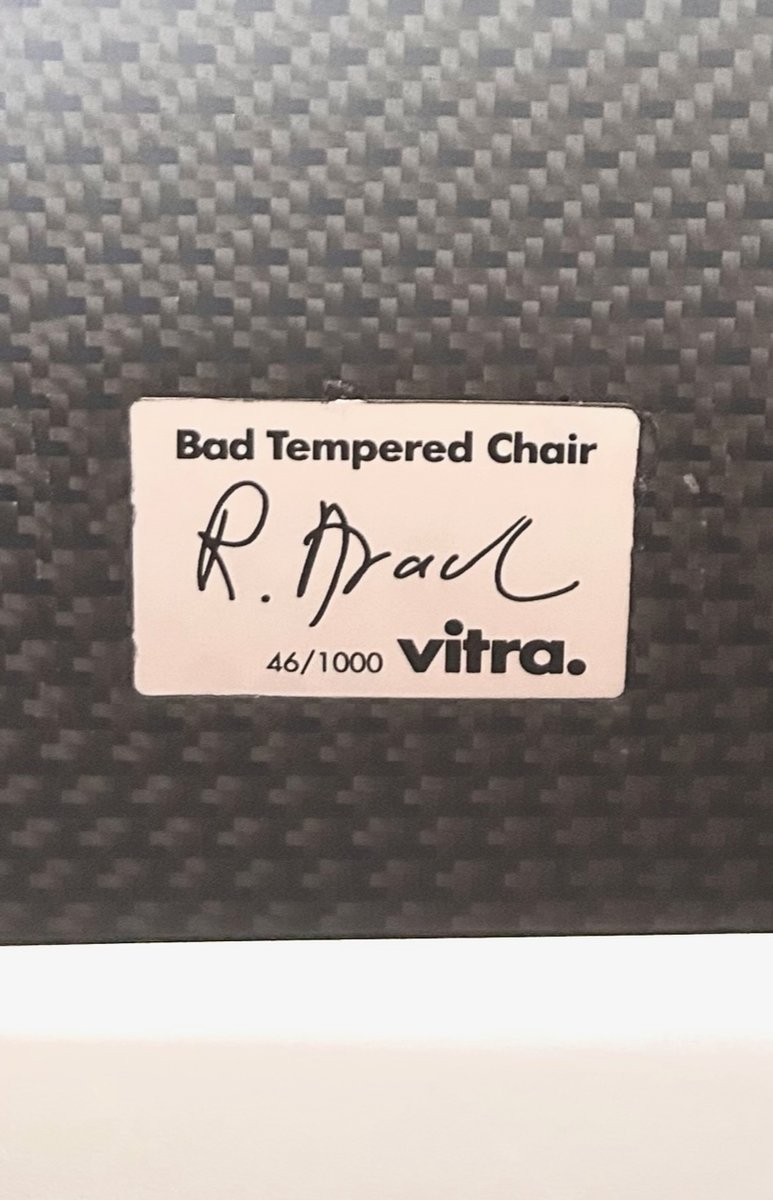 Bad Tempered Chair
R. Arad
46/1000 vitra.